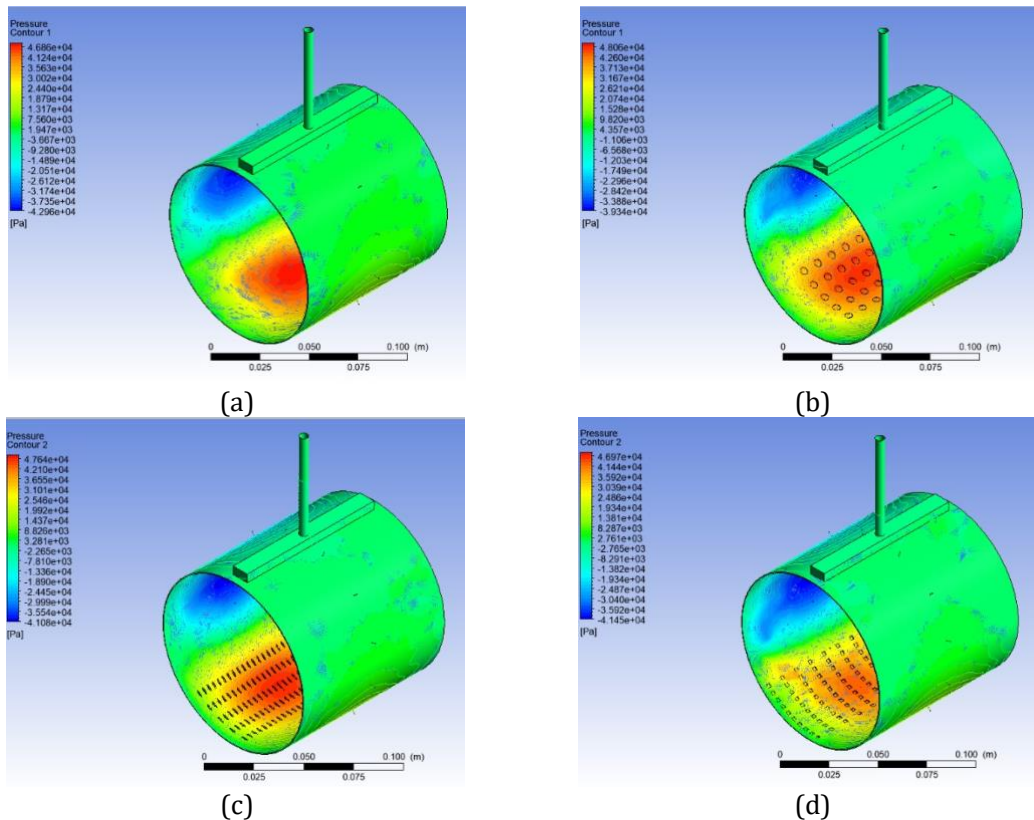 Pressure
Contour 1
4.686e+04
4.124e+04
3.563e+04
3.002e+04
2.440e+04
1.879e+04
1.317e+04
7.560e+03
1.947e+03
-3.667e+03
-9.280e+03
-1.489e+04
-2.051e+04
-2.612e+04
-3.174e+04
-3.735e+04
-4.296e+04
[Pa]
0 0.050 0.100 (m)
0.025 0.075
(a)
Pressure
Contour 1
4.806e+04
4.260e+04
3.713e+04
3.167e+04
2.621e+04
2.074e+04
1.528e+04
9.820e+03
4.357e+03
-1.106e+03
-6.568e+03
-1.203e+04
-1.749e+04
-2.296e+04
-2.842e+04
-3.388e+04
-3.934e+04
[Pa]
0 0.050 0.100 (m)
0.025 0.075
(b)
Pressure
Contour 2
4.764e+04
4.210e+04
3.655e+04
3.101e+04
2.546e+04
1.992e+04
1.437e+04
8.826e+03
3.281e+03
-2.265e+03
-7.810e+03
-1.336e+04
-1.890e+04
-2.445e+04
-2.999e+04
-3.554e+04
-4.108e+04
[Pa]
0 0.050 0.100 (m)
0.025 0.075
(c)
Pressure
Contour 2
4.697e+04
4.144e+04
3.592e+04
3.039e+04
2.486e+04
1.934e+04
1.381e+04
8.287e+03
2.761e+03
-2.765e+03
-8.291e+03
-1.382e+04
-1.934e+04
-2.487e+04
-3.040e+04
-3.592e+04
-4.145e+04
[Pa]
0 0.050 0.100 (m)
0.025 0.075
(d)